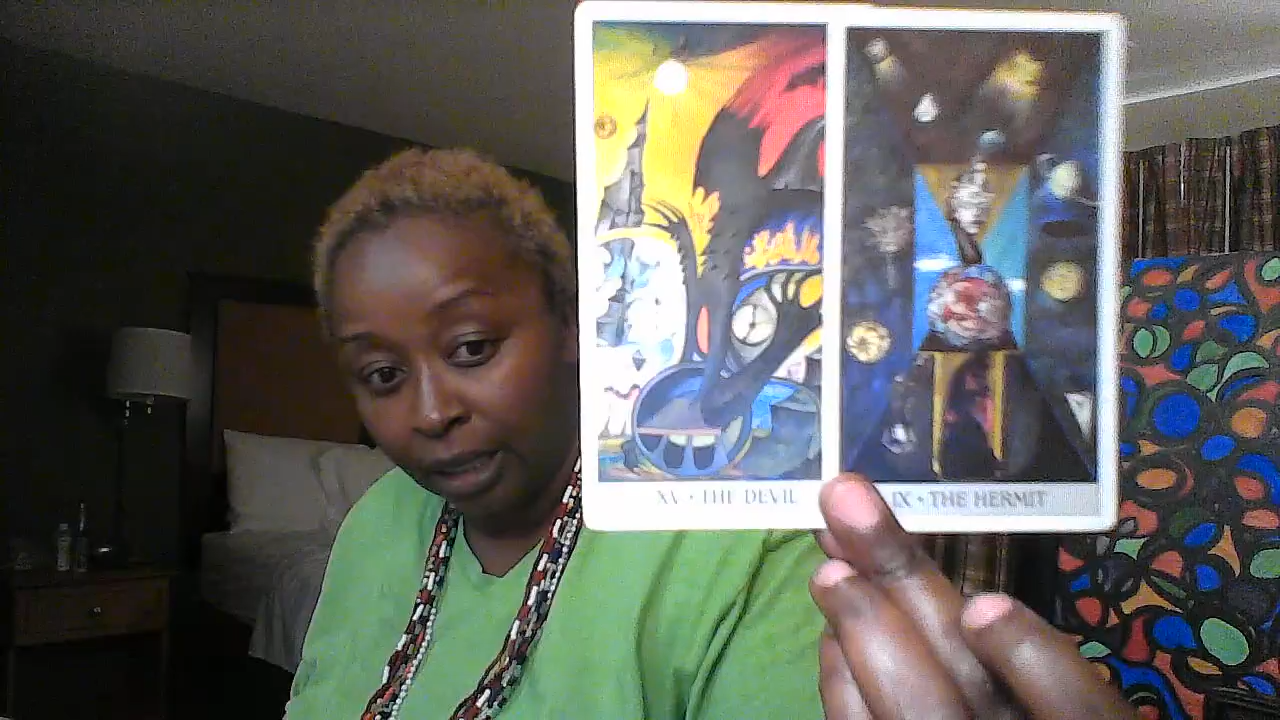 XV • THE DEVIL
IX • THE HERMIT